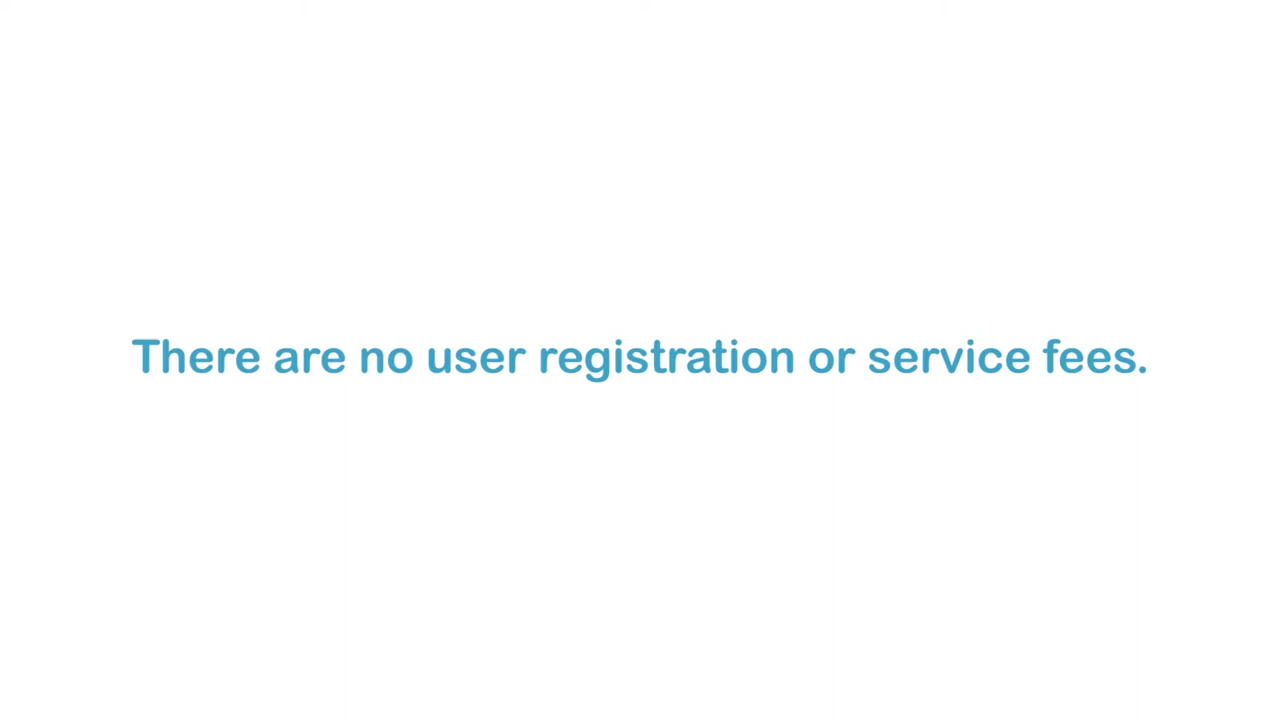 There are no user registration or service fees.